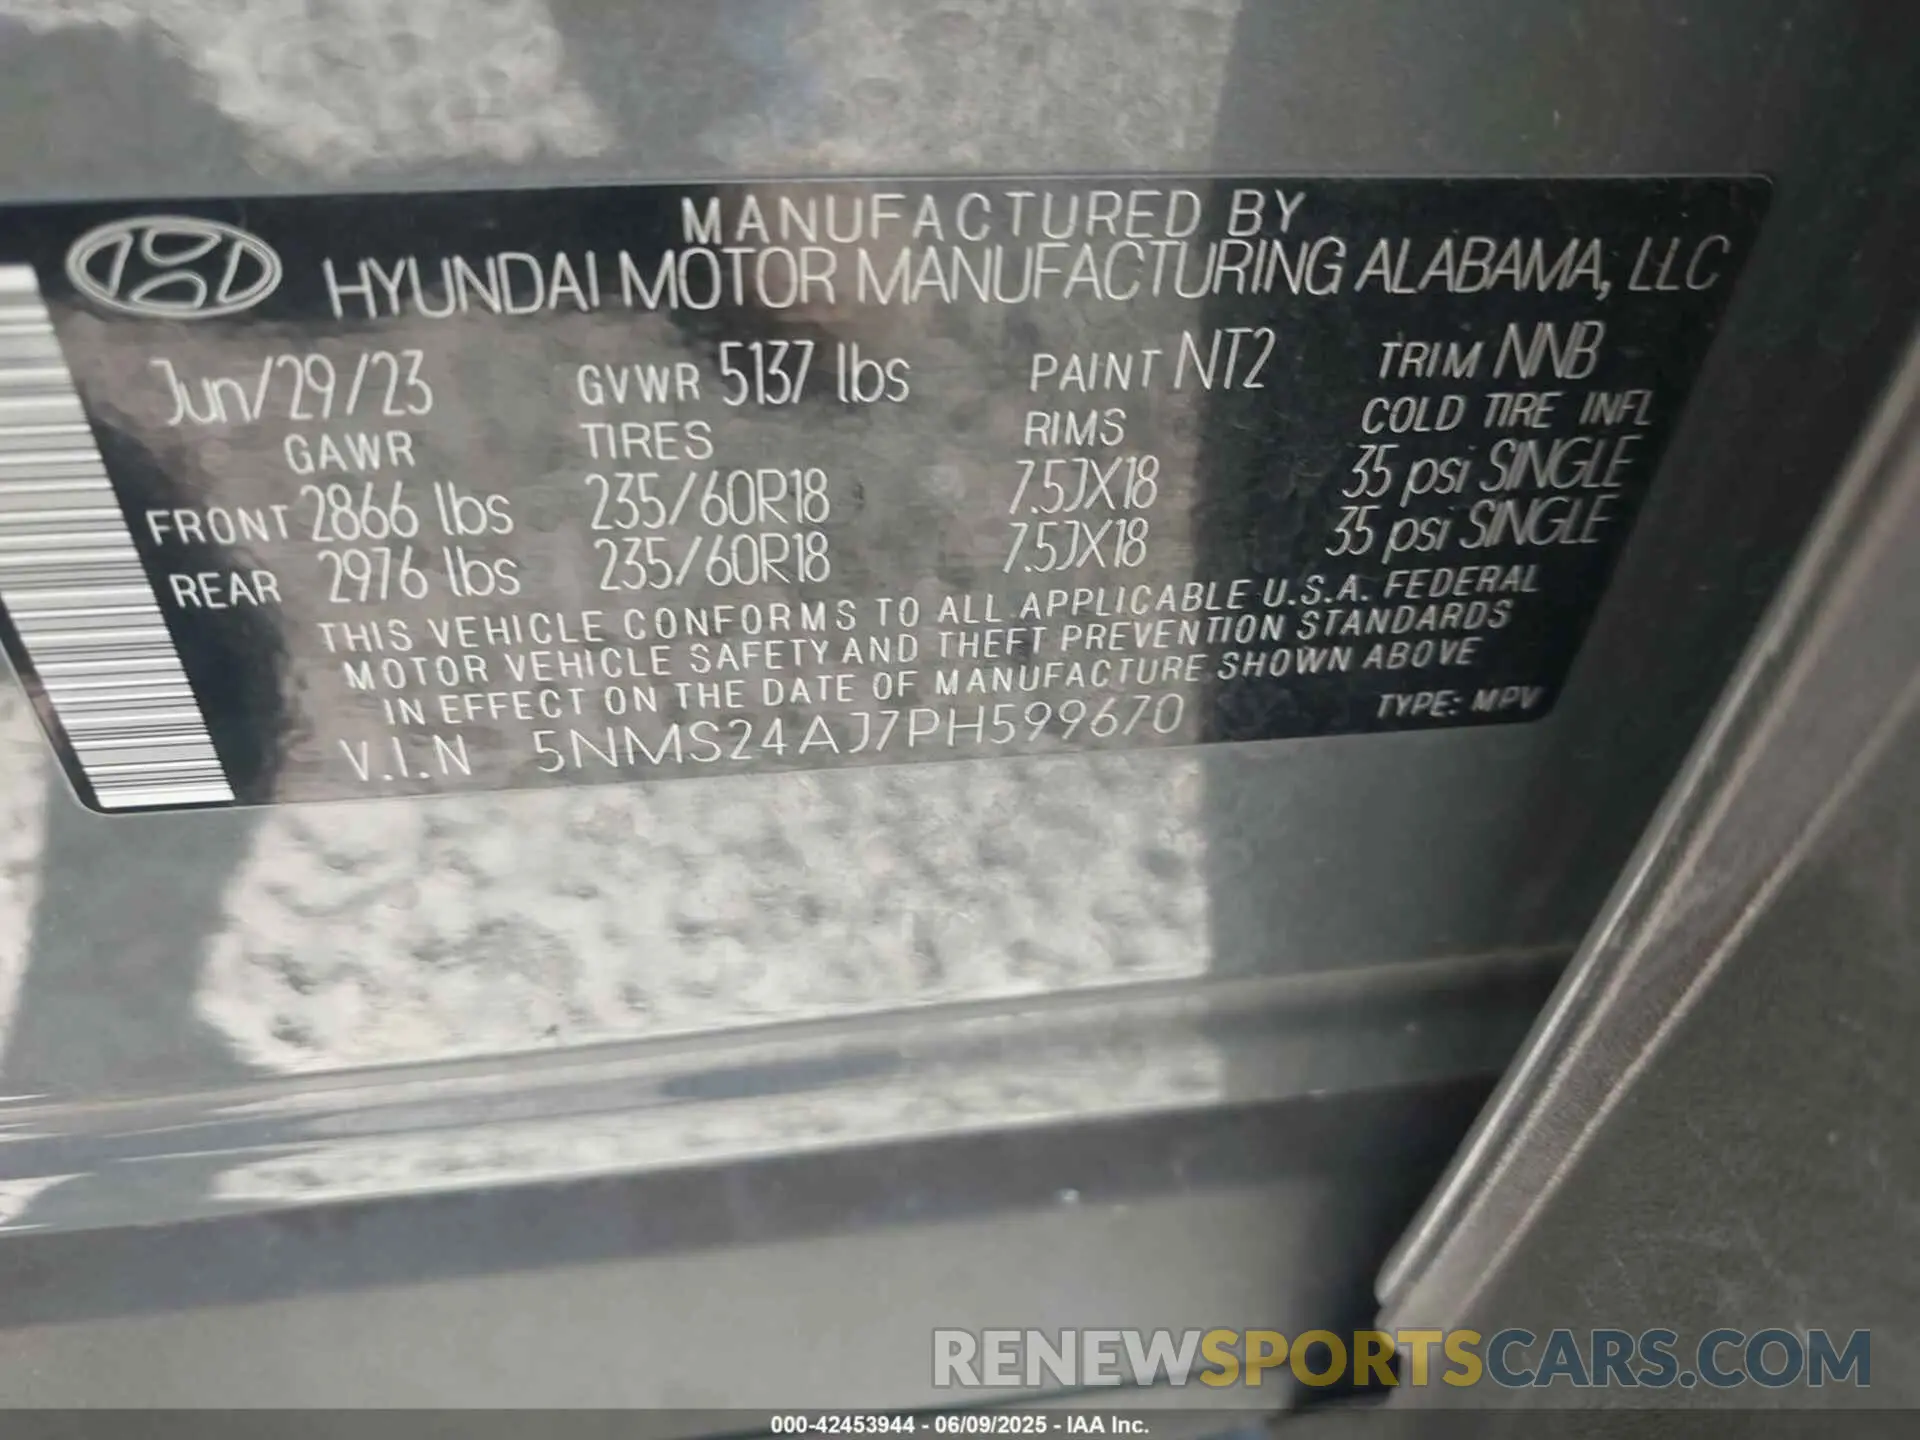 MANUFACTURED BY
HYUNDAI MOTOR MANUFACTURING ALABAMA, LLC
Jun/29/23 GVWR 5137 lbs PAINT NT2 TRIM NNB
GAWR TIRES RIMS COLD TIRE INFL
FRONT 2866 lbs 235/60R18 7.5JX18 35 psi SINGLE
REAR 2976 lbs 235/60R18 7.5JX18 35 psi SINGLE
THIS VEHICLE CONFORMS TO ALL APPLICABLE U.S.A. FEDERAL
MOTOR VEHICLE SAFETY AND THEFT PREVENTION STANDARDS
IN EFFECT ON THE DATE OF MANUFACTURE SHOWN ABOVE
V.I.N 5NMS24AJ7PH599670 TYPE: MPV
RENEWSPORTSCARS.COM
000-42453944 - 06/09/2025 - IAA Inc.